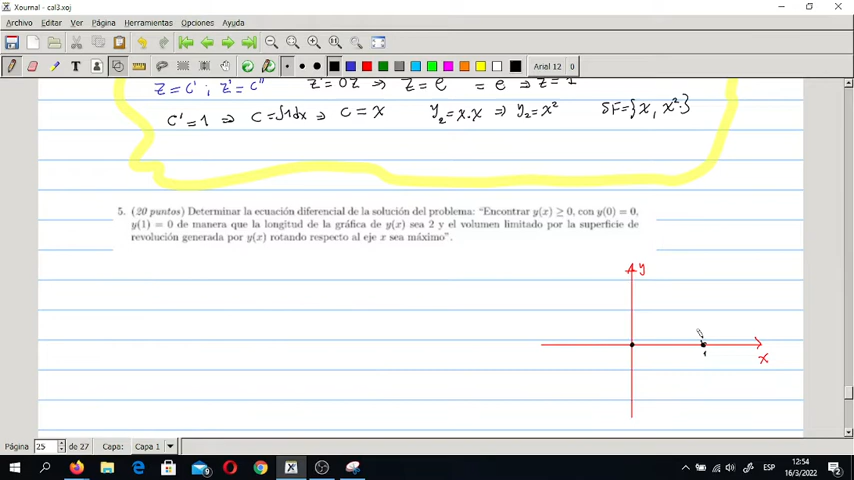 Xournal - cal3.xoj
Archivo Editar Ver Página Herramientas Opciones Ayuda
Arial 12
Z = C' ; Z' = C'' Z' = 0Z ⇒ Z = e = e ⇒ Z = 1
C' = 1 ⇒ C = ∫1dx ⇒ C = x y₂ = x.x ⇒ y₂ = x² SF = {x, x².}
5. (20 puntos) Determinar la ecuación diferencial de la solución del problema: “Encontrar y(x) ≥ 0, con y(0) = 0,
y(1) = 0 de manera que la longitud de la gráfica de y(x) sea 2 y el volumen limitado por la superficie de
revolución generada por y(x) rotando respecto al eje x sea máximo”.
y
1
x
Página 25 de 27 Capa: Capa 1
ESP
12:54
16/3/2022